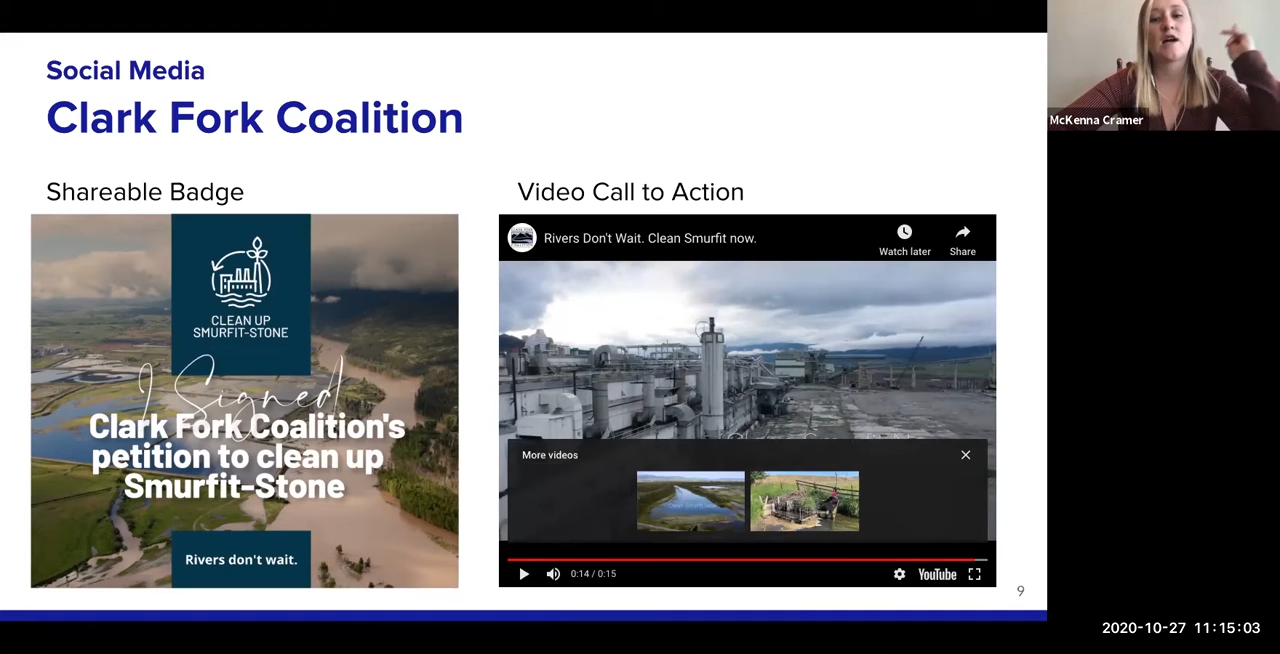 Social Media
Clark Fork Coalition
Shareable Badge
Video Call to Action
CLEAN UP
SMURFIT-STONE
I Signed
Clark Fork Coalition's
petition to clean up
Smurfit-Stone
Rivers don't wait.
Rivers Don't Wait. Clean Smurfit now.
Watch later
Share
More videos
0:14 / 0:15
YouTube
9
McKenna Cramer
2020-10-27 11:15:03